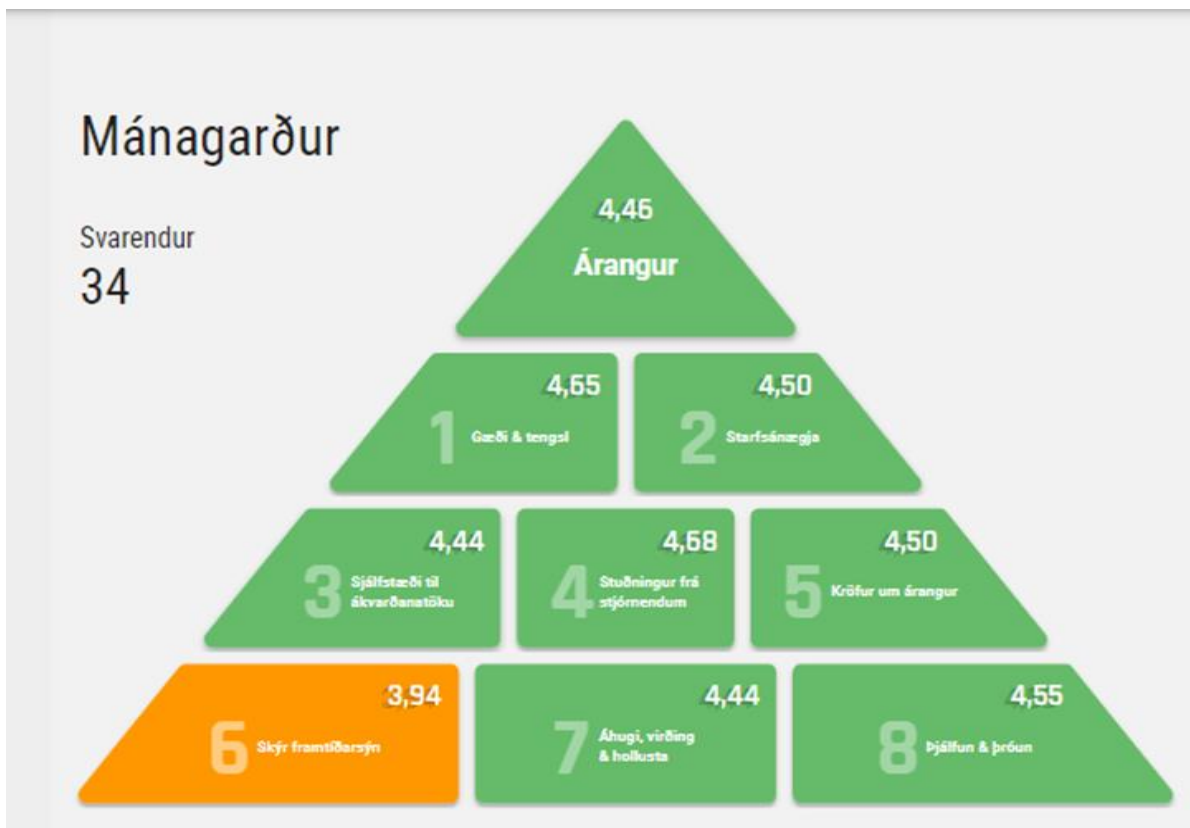 Mánagarður
Svarendur
34
4,46
Árangur
4,65
1 Gæði & tengsl
4,50
2 Starfsánægja
4,44
3 Sjálfstæði til
ákvarðanatöku
4,68
4 Stuðningur frá
stjórnendum
4,50
5 Kröfur um árangur
3,94
6 Skýr framtíðarsýn
4,44
7 Áhugi, virðing
& hollusta
4,55
8 Þjálfun & þróun